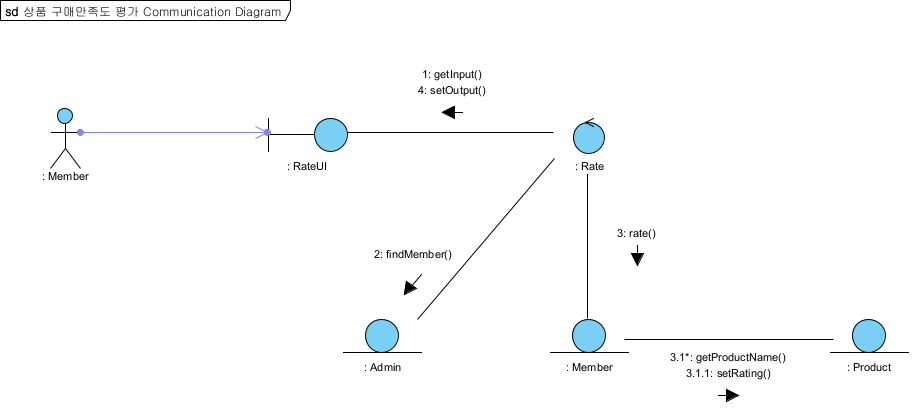 sd 상품 구매만족도 평가 Communication Diagram
1: getInput()
4: setOutput()
: Member
: RateUI
: Rate
3: rate()
2: findMember()
: Admin
: Member
: Product
3.1*: getProductName()
3.1.1: setRating()